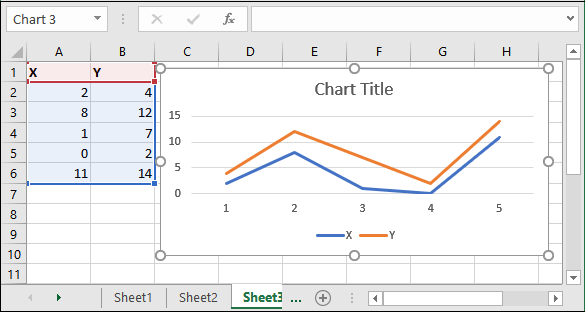 Chart 3 fx
A B C D E F G H
1 X Y
2 2 4
3 8 12
4 1 7
5 0 2
6 11 14
7
8
9
10
11
Chart Title
15
10
5
0
1 2 3 4 5
X Y
Sheet1 Sheet2 Sheet3 ...